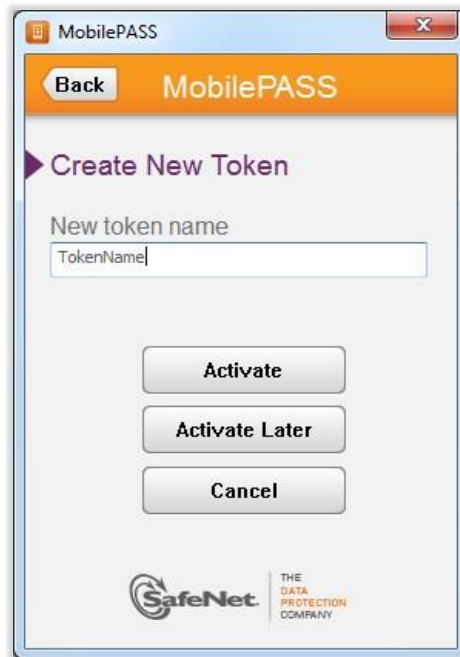 MobilePASS
Back
MobilePASS
Create New Token
New token name
TokenName
Activate
Activate Later
Cancel
SafeNet.
THE
DATA
PROTECTION
COMPANY